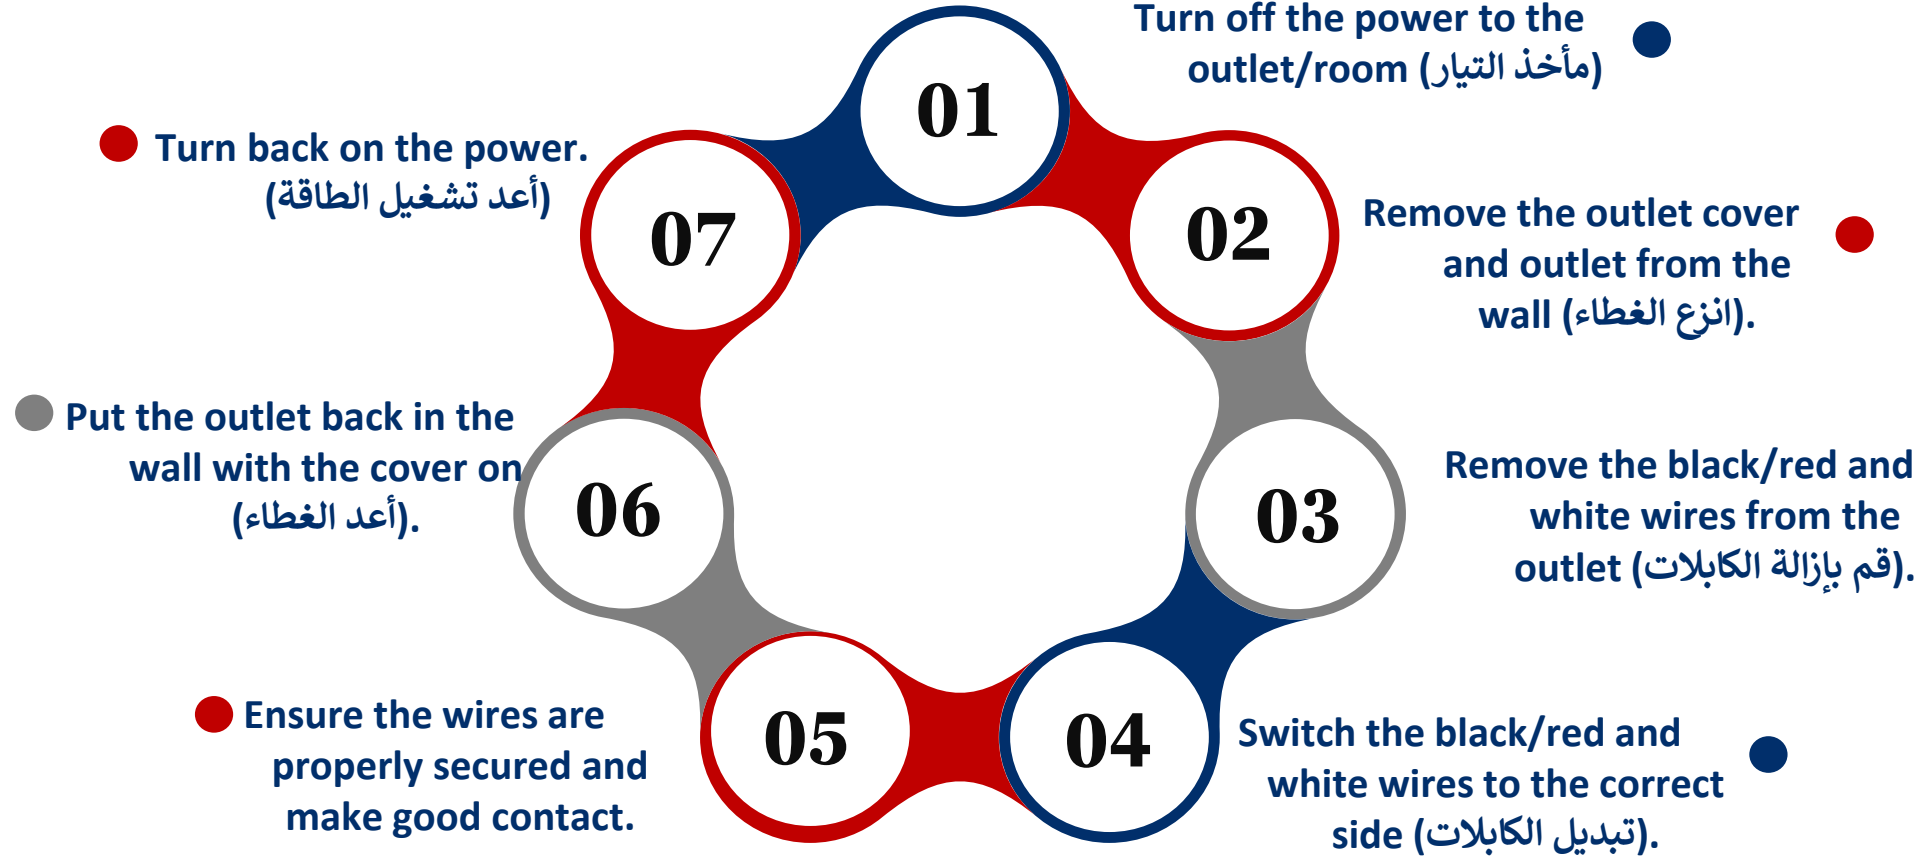 01
Turn off the power to the
outlet/room (مأخذ التيار)
02
Remove the outlet cover
and outlet from the
wall (انزع الغطاء).
03
Remove the black/red and
white wires from the
outlet (قم بإزالة الكابلات).
04
Switch the black/red and
white wires to the correct
side (تبديل الكابلات).
05
Ensure the wires are
properly secured and
make good contact.
06
Put the outlet back in the
wall with the cover on
(أعد الغطاء).
07
Turn back on the power.
(أعد تشغيل الطاقة)